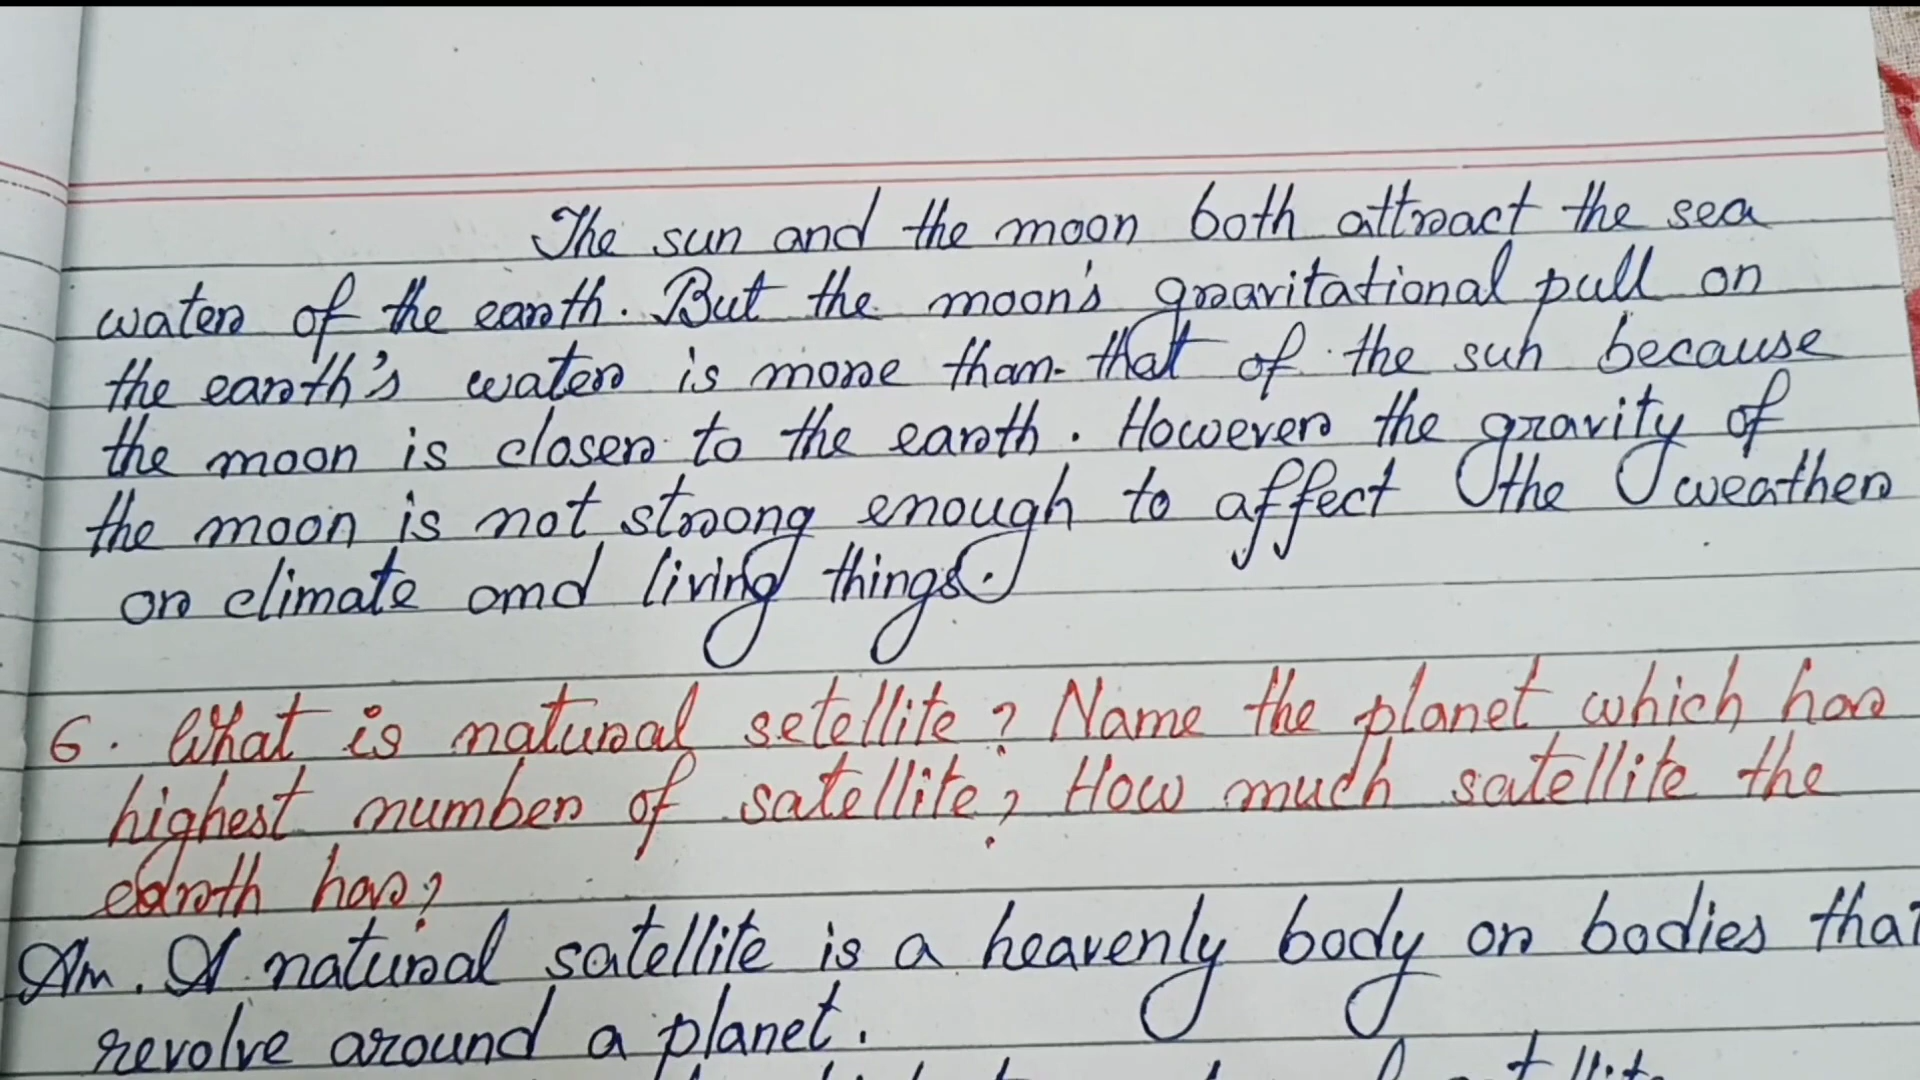 The sun and the moon both attract the sea
water of the earth. But the moon's gravitational pull on
the earth's water is more than that of the sun because
the moon is closer to the earth. However the gravity of
the moon is not strong enough to affect the weather
or climate and living things.
6. What is natural setellite? Name the planet which has
highest number of satellite? How much satellite the
earth has?
Ans. A natural satellite is a heavenly body or bodies that
revolve around a planet.